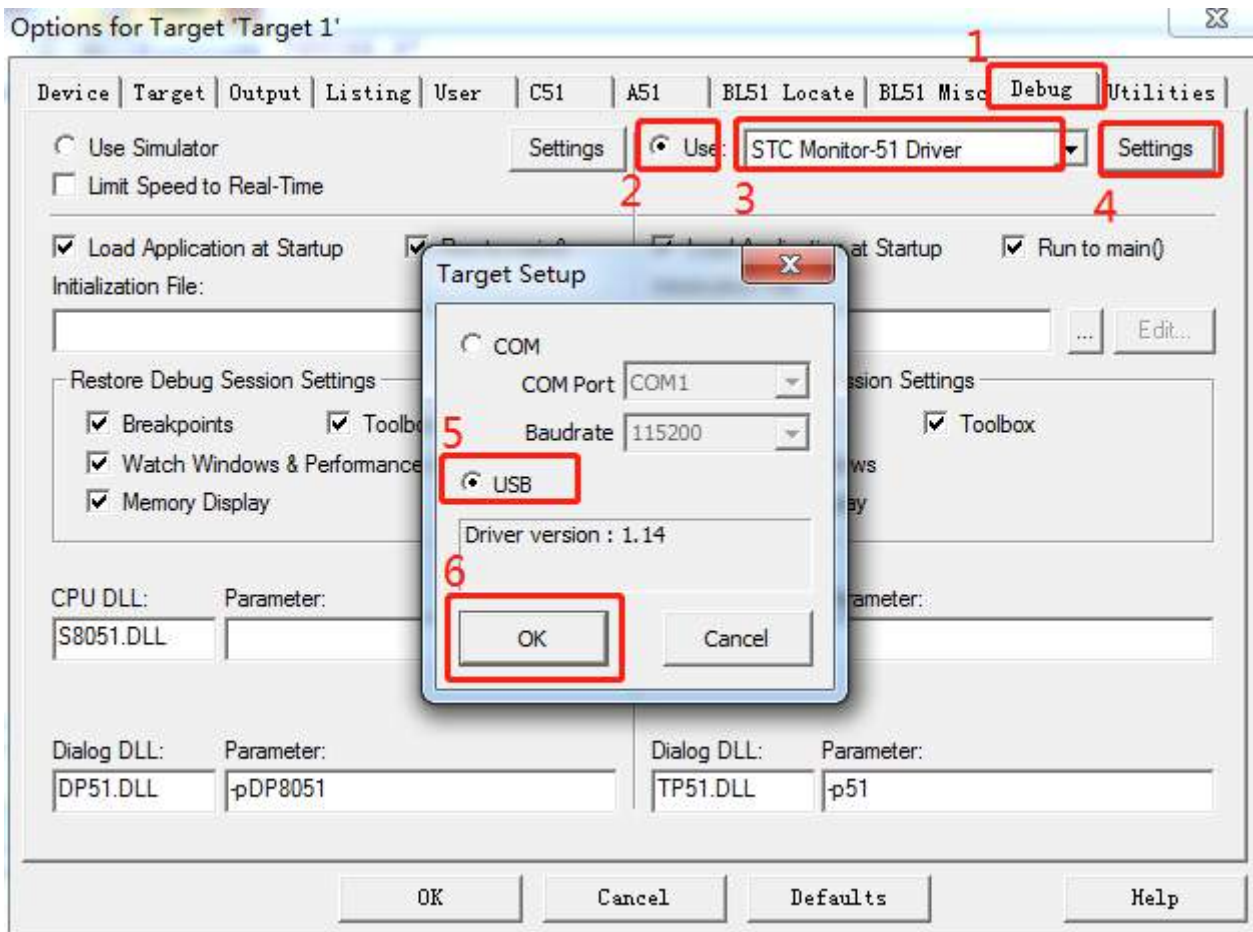 Options for Target 'Target 1'
1
Device Target Output Listing User C51 A51 BL51 Locate BL51 Misc Debug Utilities
Use Simulator Settings Use: STC Monitor-51 Driver Settings
Limit Speed to Real-Time
2 3 4
Load Application at Startup at Startup Run to main()
Target Setup
Initialization File:
COM
... Edit...
COM Port COM1
Restore Debug Session Settings Settings
Breakpoints Toolbox
5 Baudrate 115200
Watch Windows & Performance
USB
Memory Display
Driver version : 1.14
6
CPU DLL: Parameter:
S8051.DLL
OK Cancel
Dialog DLL: Parameter: Dialog DLL: Parameter:
DP51.DLL -pDP8051 TP51.DLL -p51
OK Cancel Defaults Help